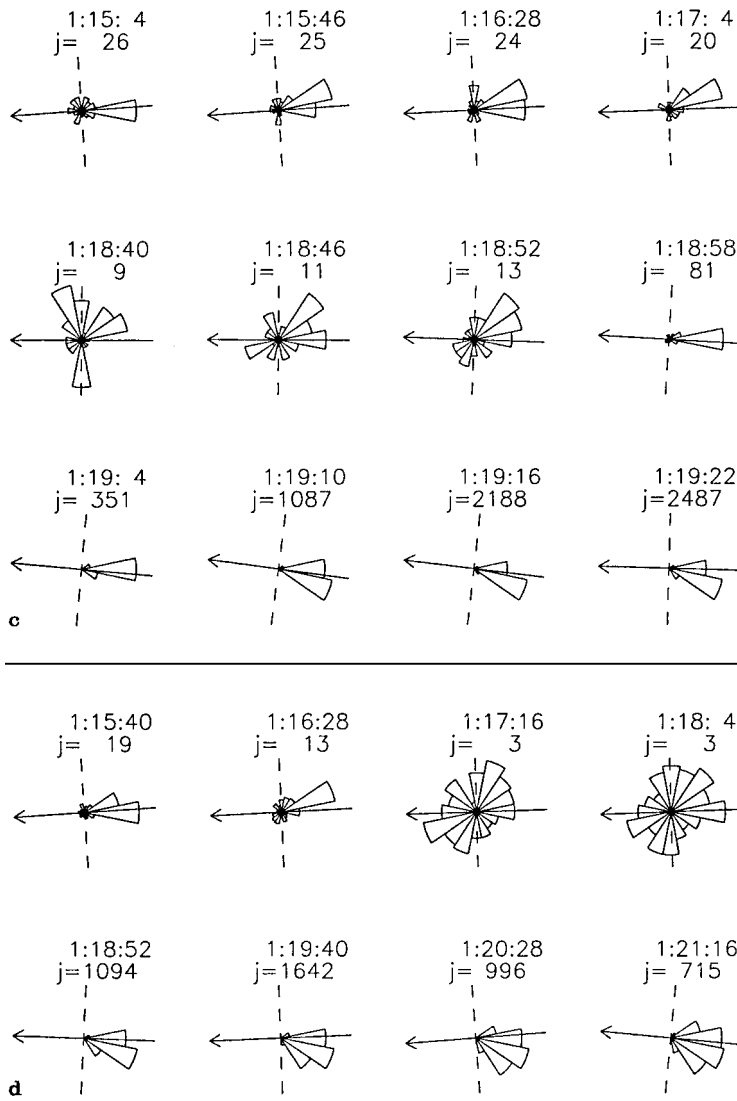 1:15: 4 1:15:46 1:16:28 1:17: 4
j= 26 j= 25 j= 24 j= 20
1:18:40 1:18:46 1:18:52 1:18:58
j= 9 j= 11 j= 13 j= 81
1:19: 4 1:19:10 1:19:16 1:19:22
j= 351 j=1087 j=2188 j=2487
c
1:15:40 1:16:28 1:17:16 1:18: 4
j= 19 j= 13 j= 3 j= 3
1:18:52 1:19:40 1:20:28 1:21:16
j=1094 j=1642 j= 996 j= 715
d